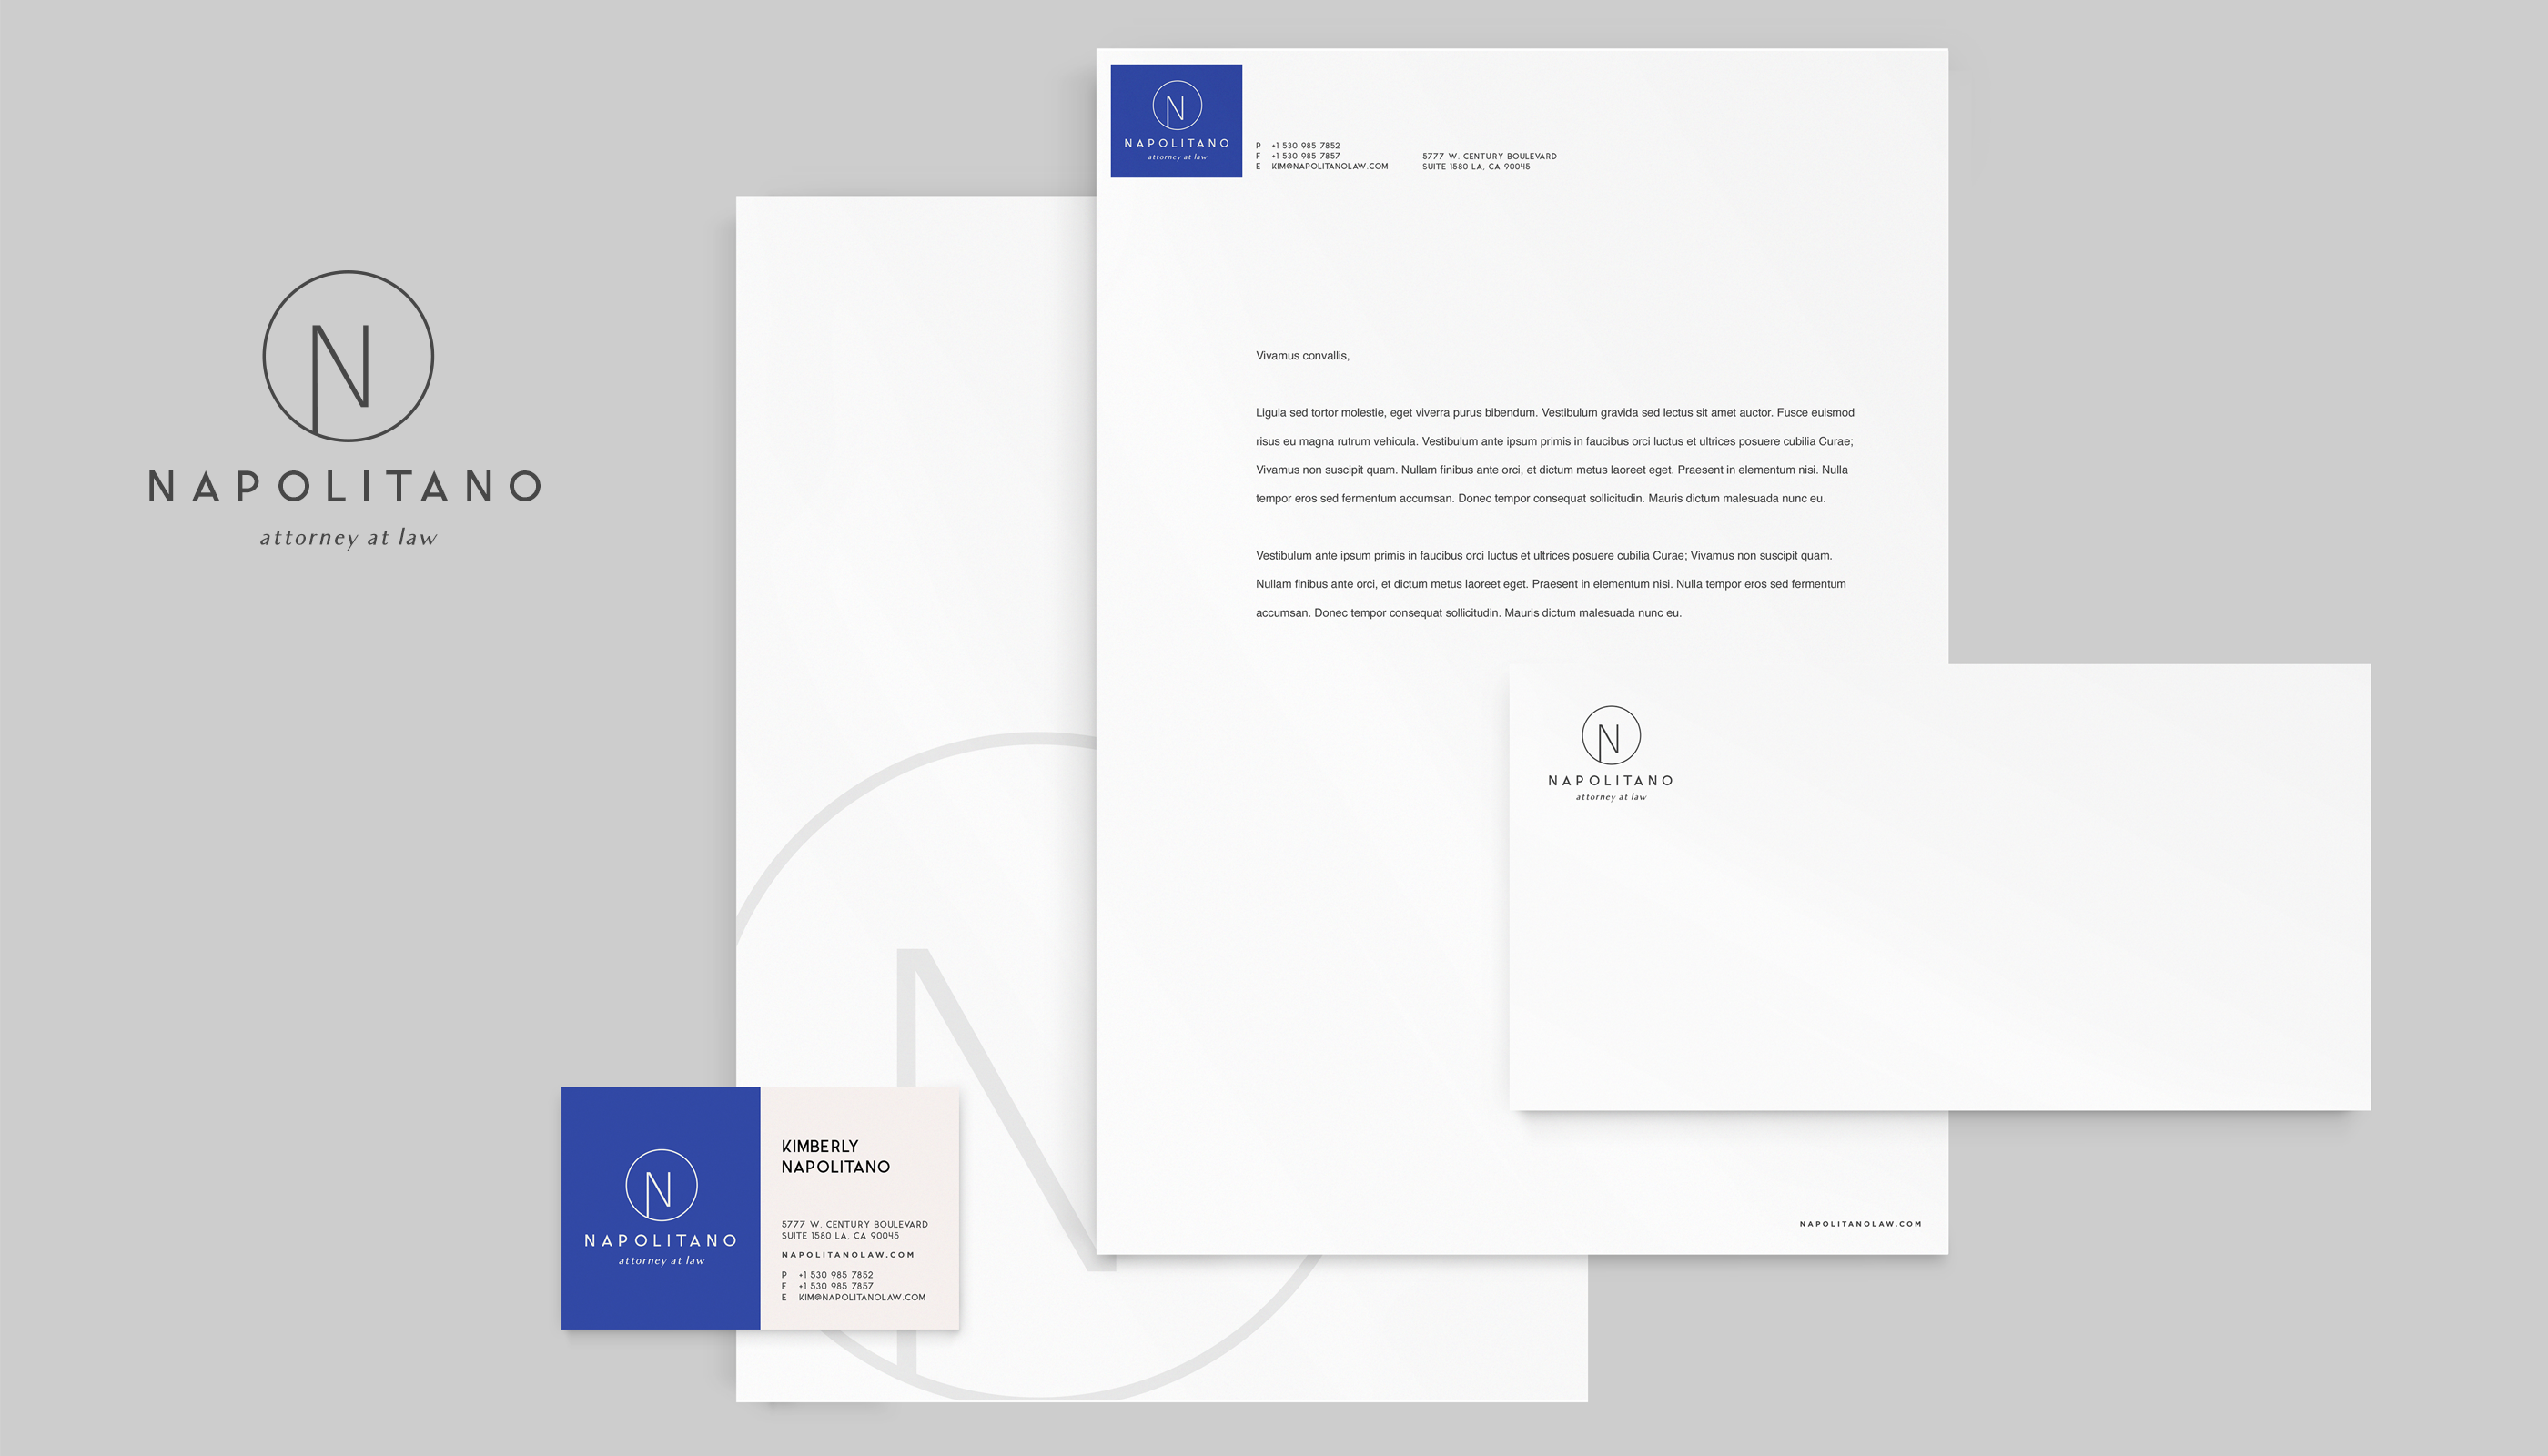 N
NAPOLITANO
attorney at law
N
NAPOLITANO
attorney at law
P +1 530 985 7852
F +1 530 985 7857
E KIM@NAPOLITANOLAW.COM
5777 W. CENTURY BOULEVARD
SUITE 1580 LA, CA 90045
Vivamus convallis,
Ligula sed tortor molestie, eget viverra purus bibendum. Vestibulum gravida sed lectus sit amet auctor. Fusce euismod
risus eu magna rutrum vehicula. Vestibulum ante ipsum primis in faucibus orci luctus et ultrices posuere cubilia Curae;
Vivamus non suscipit quam. Nullam finibus ante orci, et dictum metus laoreet eget. Praesent in elementum nisi. Nulla
tempor eros sed fermentum accumsan. Donec tempor consequat sollicitudin. Mauris dictum malesuada nunc eu.
Vestibulum ante ipsum primis in faucibus orci luctus et ultrices posuere cubilia Curae; Vivamus non suscipit quam.
Nullam finibus ante orci, et dictum metus laoreet eget. Praesent in elementum nisi. Nulla tempor eros sed fermentum
accumsan. Donec tempor consequat sollicitudin. Mauris dictum malesuada nunc eu.
NAPOLITANOLAW.COM
N
NAPOLITANO
attorney at law
N
N
NAPOLITANO
attorney at law
KIMBERLY
NAPOLITANO
5777 W. CENTURY BOULEVARD
SUITE 1580 LA, CA 90045
NAPOLITANOLAW.COM
P +1 530 985 7852
F +1 530 985 7857
E KIM@NAPOLITANOLAW.COM